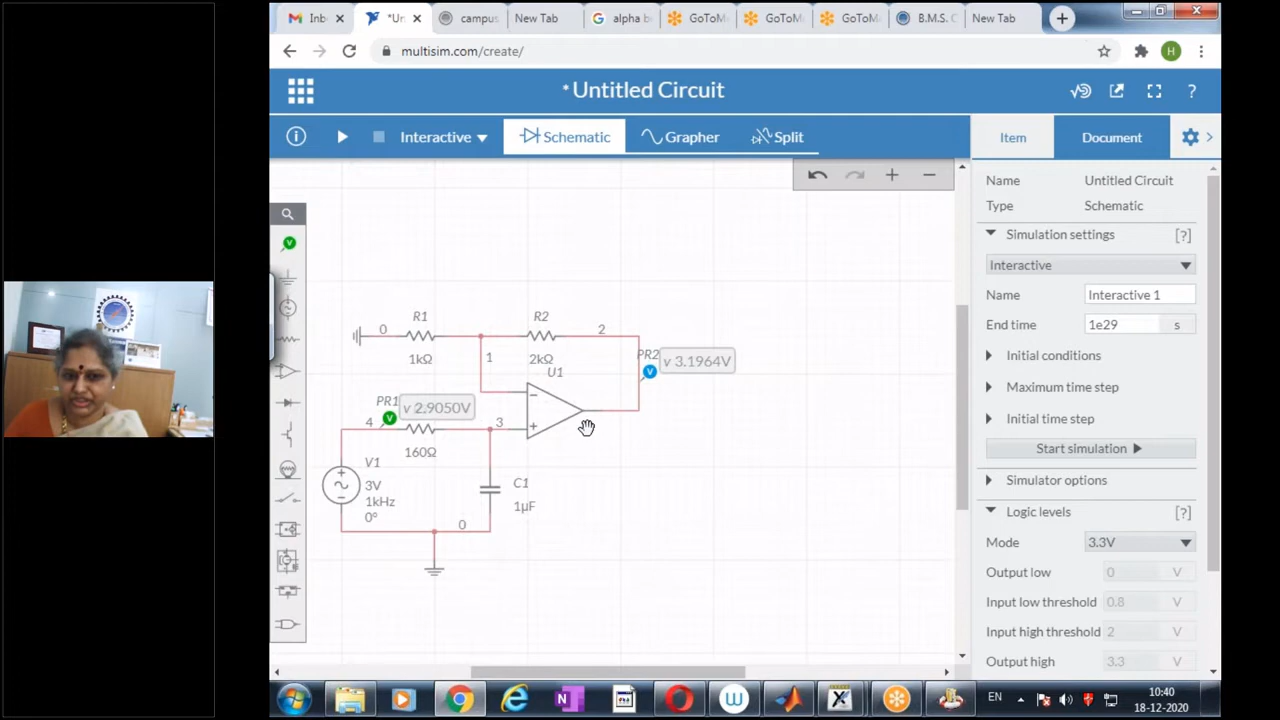 Inb
*Un
campus
New Tab
alpha b
GoToM
GoToM
GoToM
B.M.S. C
New Tab
multisim.com/create/
H
* Untitled Circuit
Interactive
Schematic
Grapher
Split
Item
Document
Name Untitled Circuit
Type Schematic
Simulation settings [?]
Interactive
Name Interactive 1
End time 1e29 s
Initial conditions
Maximum time step
Initial time step
Start simulation
Simulator options
Logic levels [?]
Mode 3.3V
Output low 0 V
Input low threshold 0.8 V
Input high threshold 2 V
Output high 3.3 V
V
R1
R2
0
2
1kΩ
1
2kΩ
U1
PR2
V
v 3.1964V
PR1
V
v 2.9050V
4
3
160Ω
V1
3V
1kHz
0°
C1
1µF
0
EN
10:40
18-12-2020